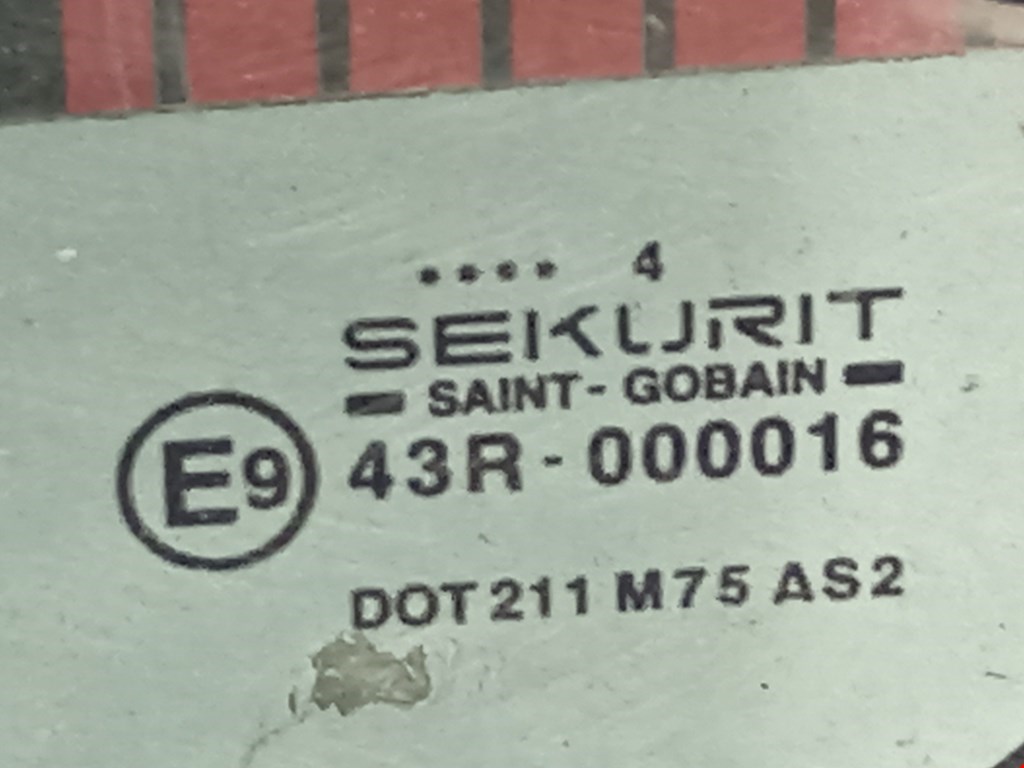 .... 4
SEKURIT
SAINT-GOBAIN
E9 43R-000016
DOT 211 M75 AS2